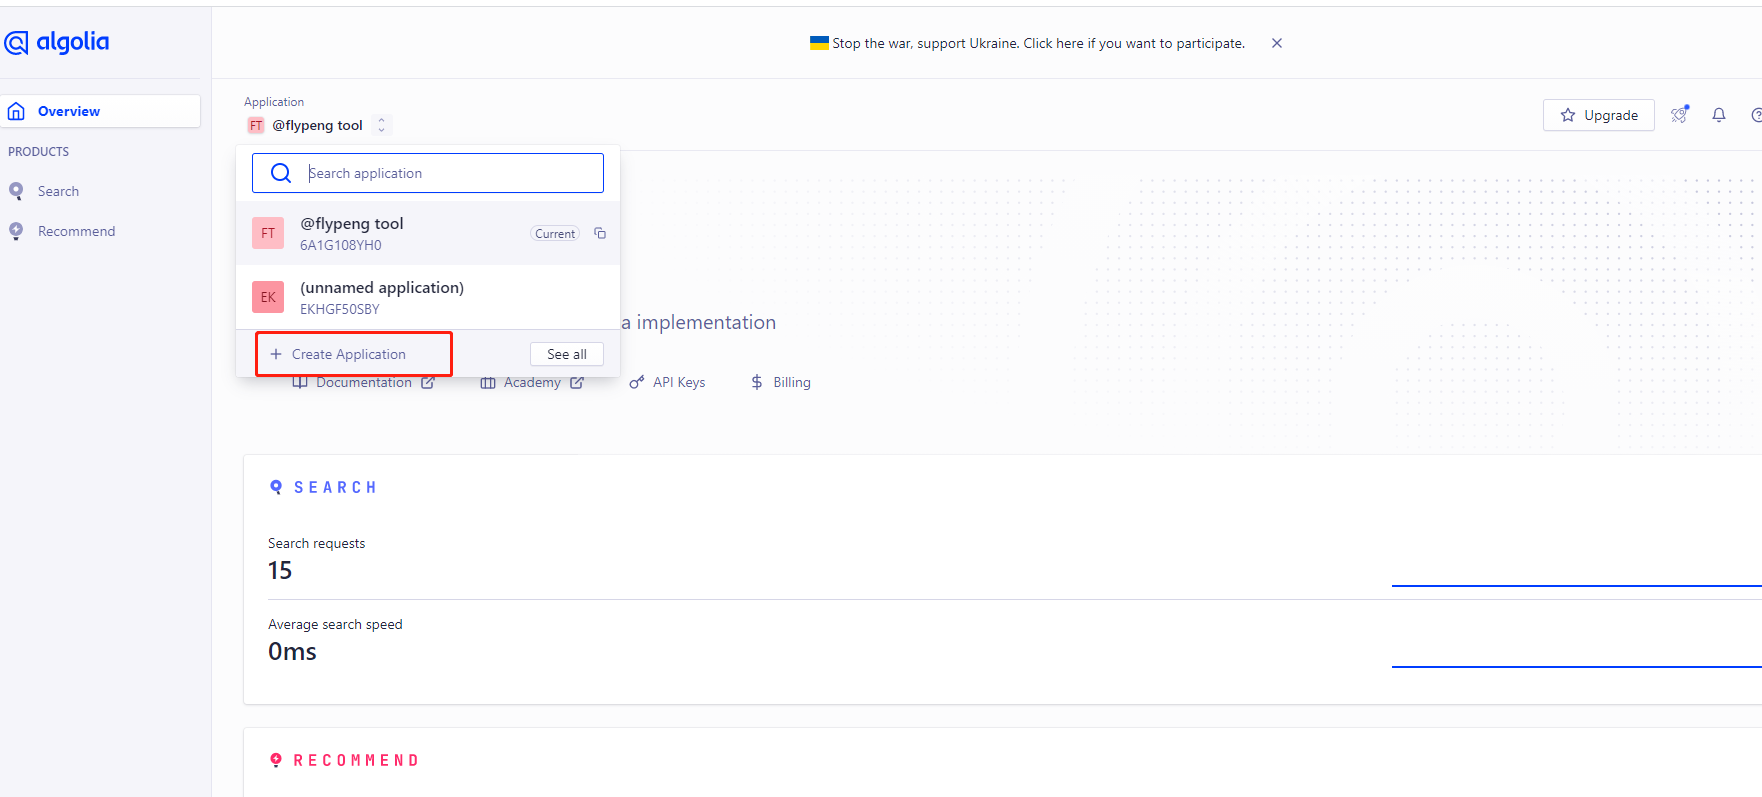 algolia
Stop the war, support Ukraine. Click here if you want to participate.
Overview
PRODUCTS
Search
Recommend
Application
FT @flypeng tool
Upgrade
Search application
FT @flypeng tool
6A1G108YH0
Current
EK (unnamed application)
EKHGF50SBY
a implementation
Create Application
See all
Documentation
Academy
API Keys
Billing
SEARCH
Search requests
15
Average search speed
0ms
RECOMMEND